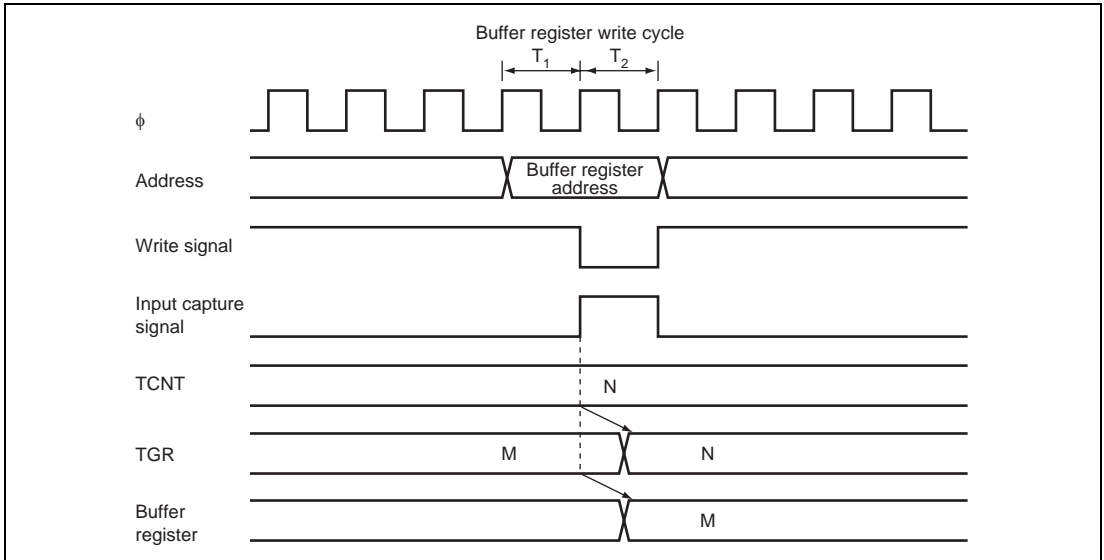 Buffer register write cycle
T1 T2
φ
Address
Buffer register
address
Write signal
Input capture
signal
TCNT
N
TGR
M
N
Buffer
register
M